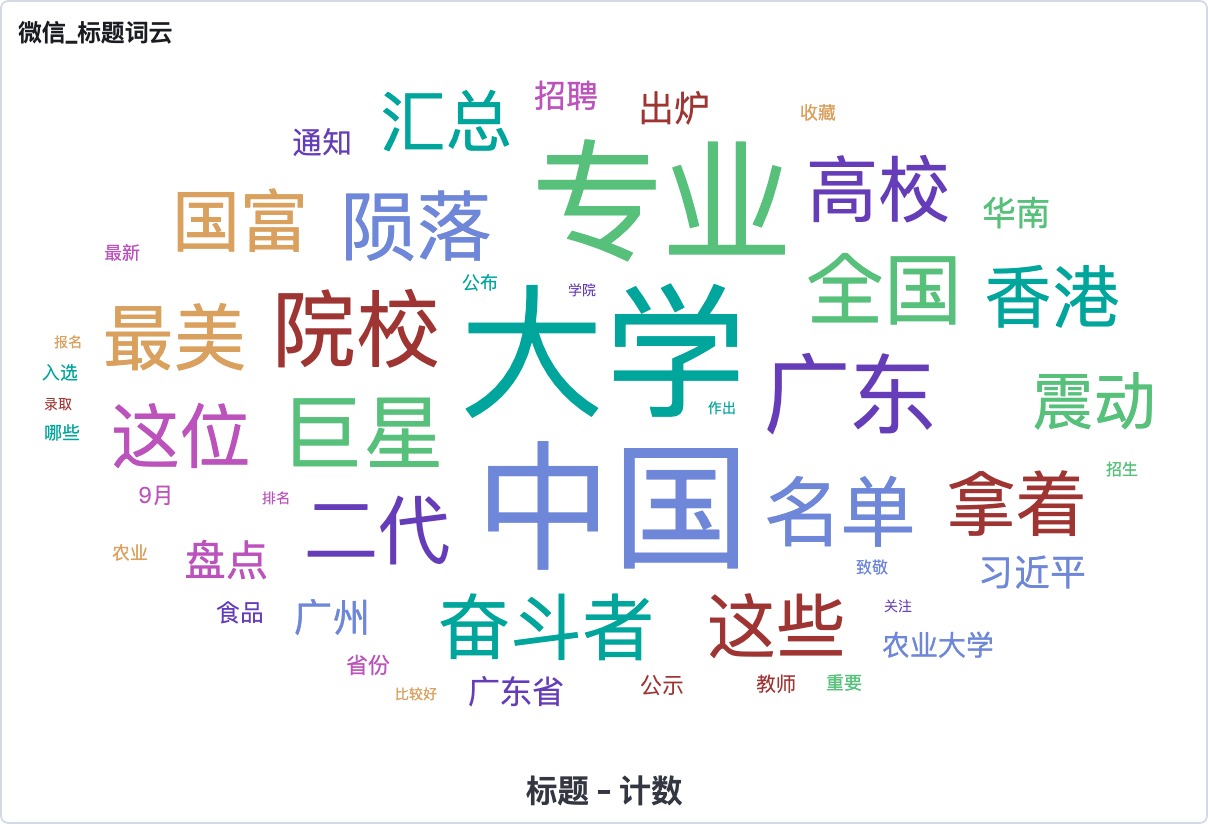 微信_标题词云
招聘
出炉
汇总
收藏
通知
专业
高校
国富
陨落
华南
最新
全国
香港
公布
学院
最美
院校
大学
报名
入选
录取
哪些
广东
震动
作出
这位
巨星
中国
招生
9月
排名
二代
名单
拿着
农业
盘点
致敬
习近平
食品
广州
奋斗者
这些
关注
农业大学
省份
比较好
广东省
公示
教师
重要
标题 – 计数